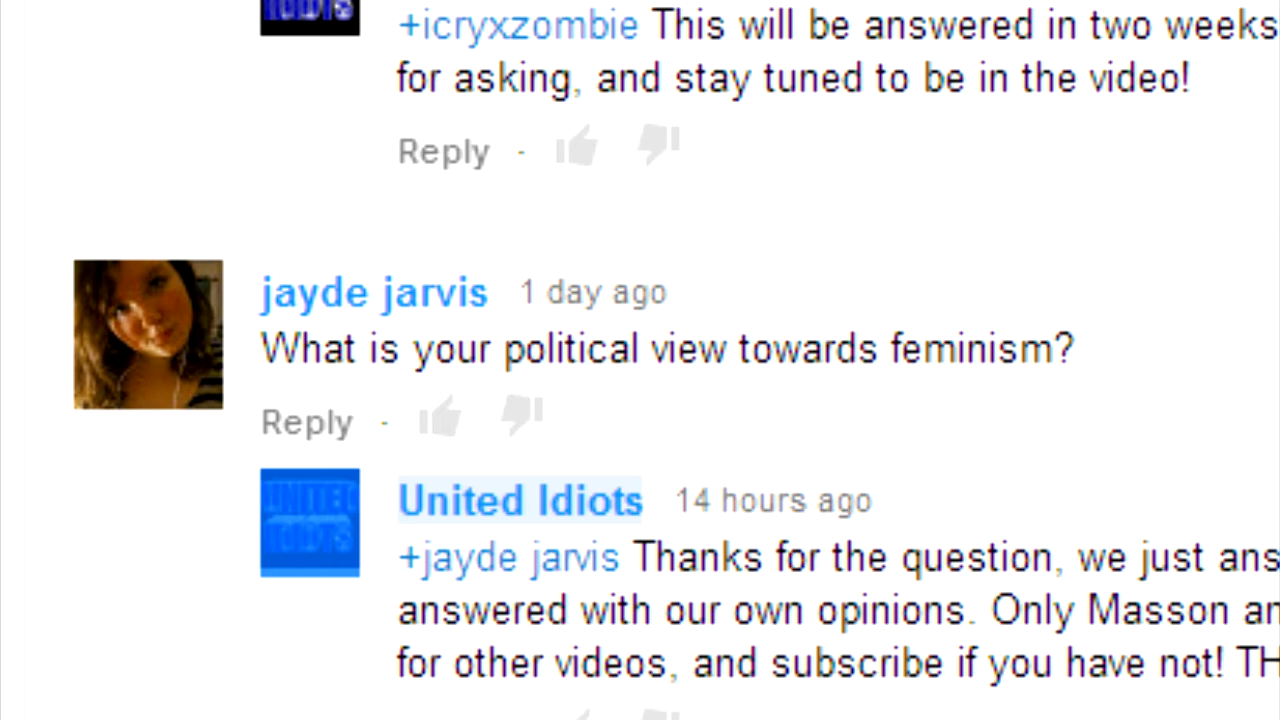 +icryxzombie This will be answered in two weeks
for asking, and stay tuned to be in the video!
Reply ·
jayde jarvis 1 day ago
What is your political view towards feminism?
Reply ·
UNITED
IDIOTS
United Idiots 14 hours ago
+jayde jarvis Thanks for the question, we just ans
answered with our own opinions. Only Masson an
for other videos, and subscribe if you have not! TH